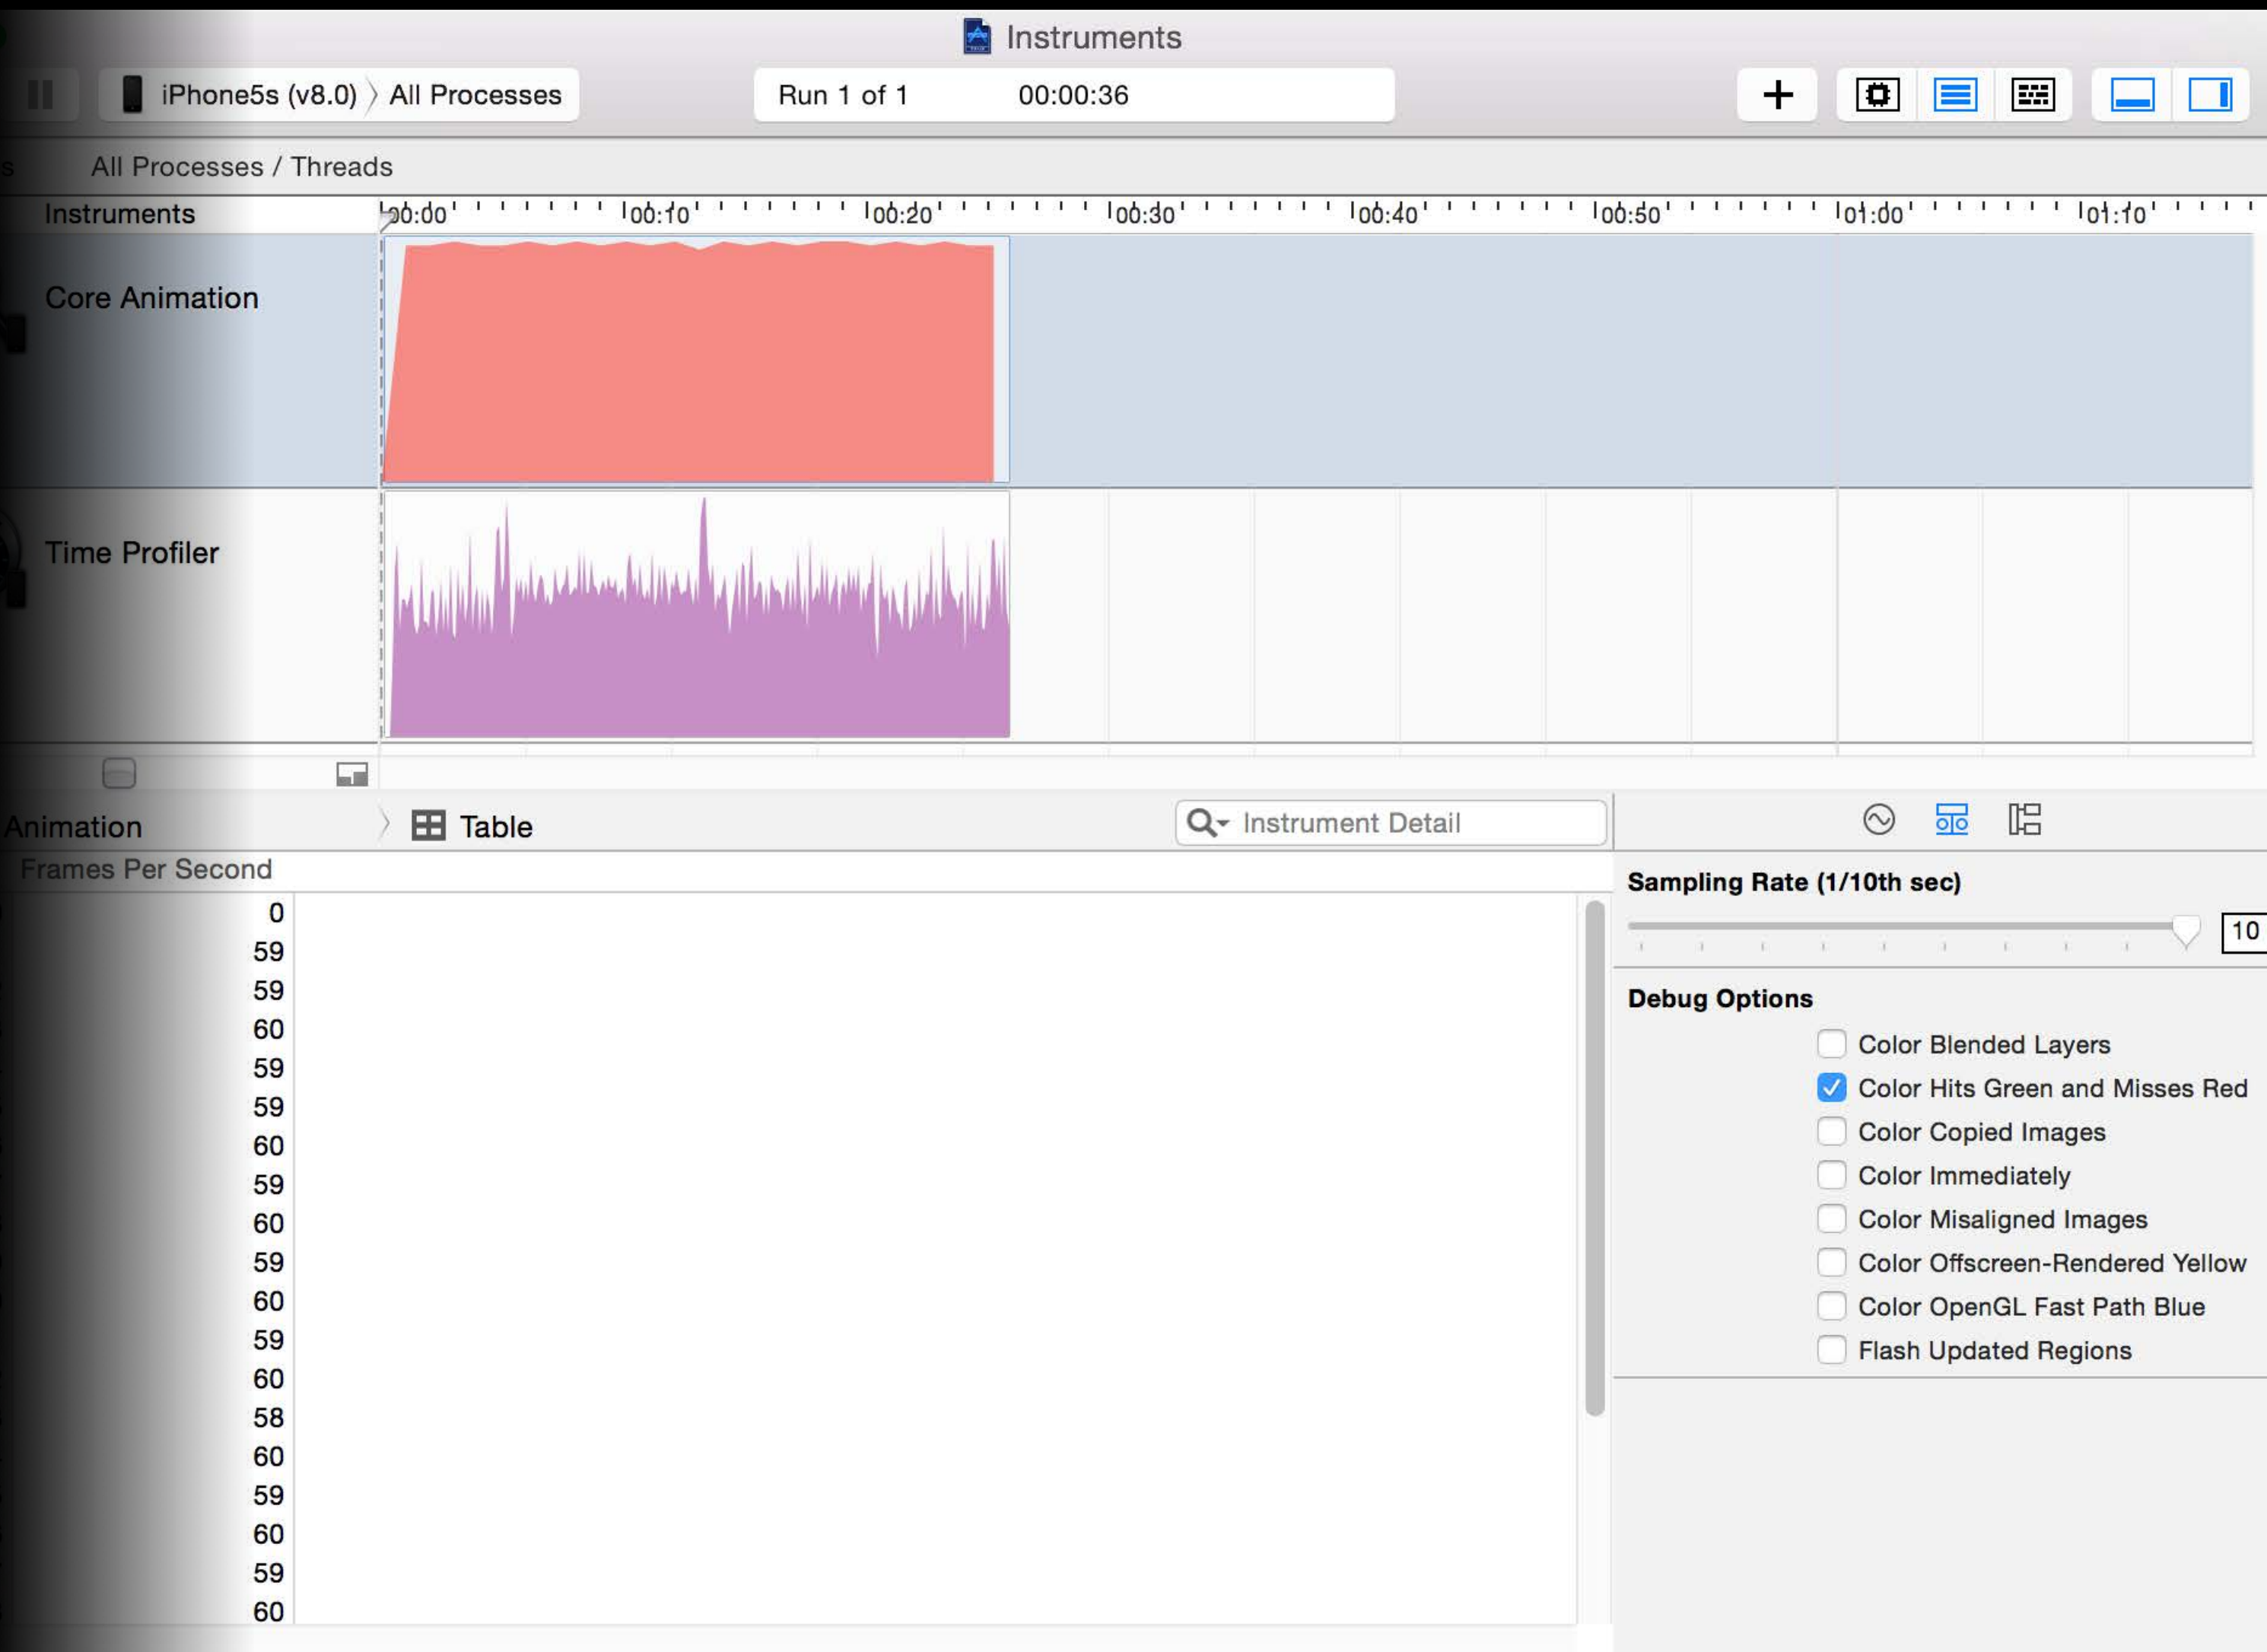 Instruments
iPhone5s (v8.0) 〉 All Processes
Run 1 of 1 00:00:36
s All Processes / Threads
Instruments 00:00 00:10 00:20 00:30 00:40 00:50 01:00 01:10
Core Animation
Time Profiler
Animation 〉 Table
Instrument Detail
Frames Per Second
0
59
59
60
59
59
60
59
60
59
60
59
60
58
60
59
60
59
60
Sampling Rate (1/10th sec)
10
Debug Options
Color Blended Layers
Color Hits Green and Misses Red
Color Copied Images
Color Immediately
Color Misaligned Images
Color Offscreen-Rendered Yellow
Color OpenGL Fast Path Blue
Flash Updated Regions